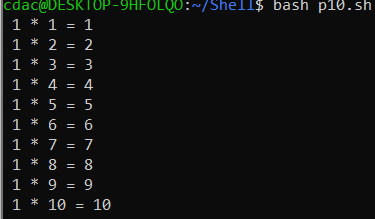 cdac@DESKTOP-9HFOLQO:~/Shell$ bash p10.sh
1 * 1 = 1
1 * 2 = 2
1 * 3 = 3
1 * 4 = 4
1 * 5 = 5
1 * 6 = 6
1 * 7 = 7
1 * 8 = 8
1 * 9 = 9
1 * 10 = 10